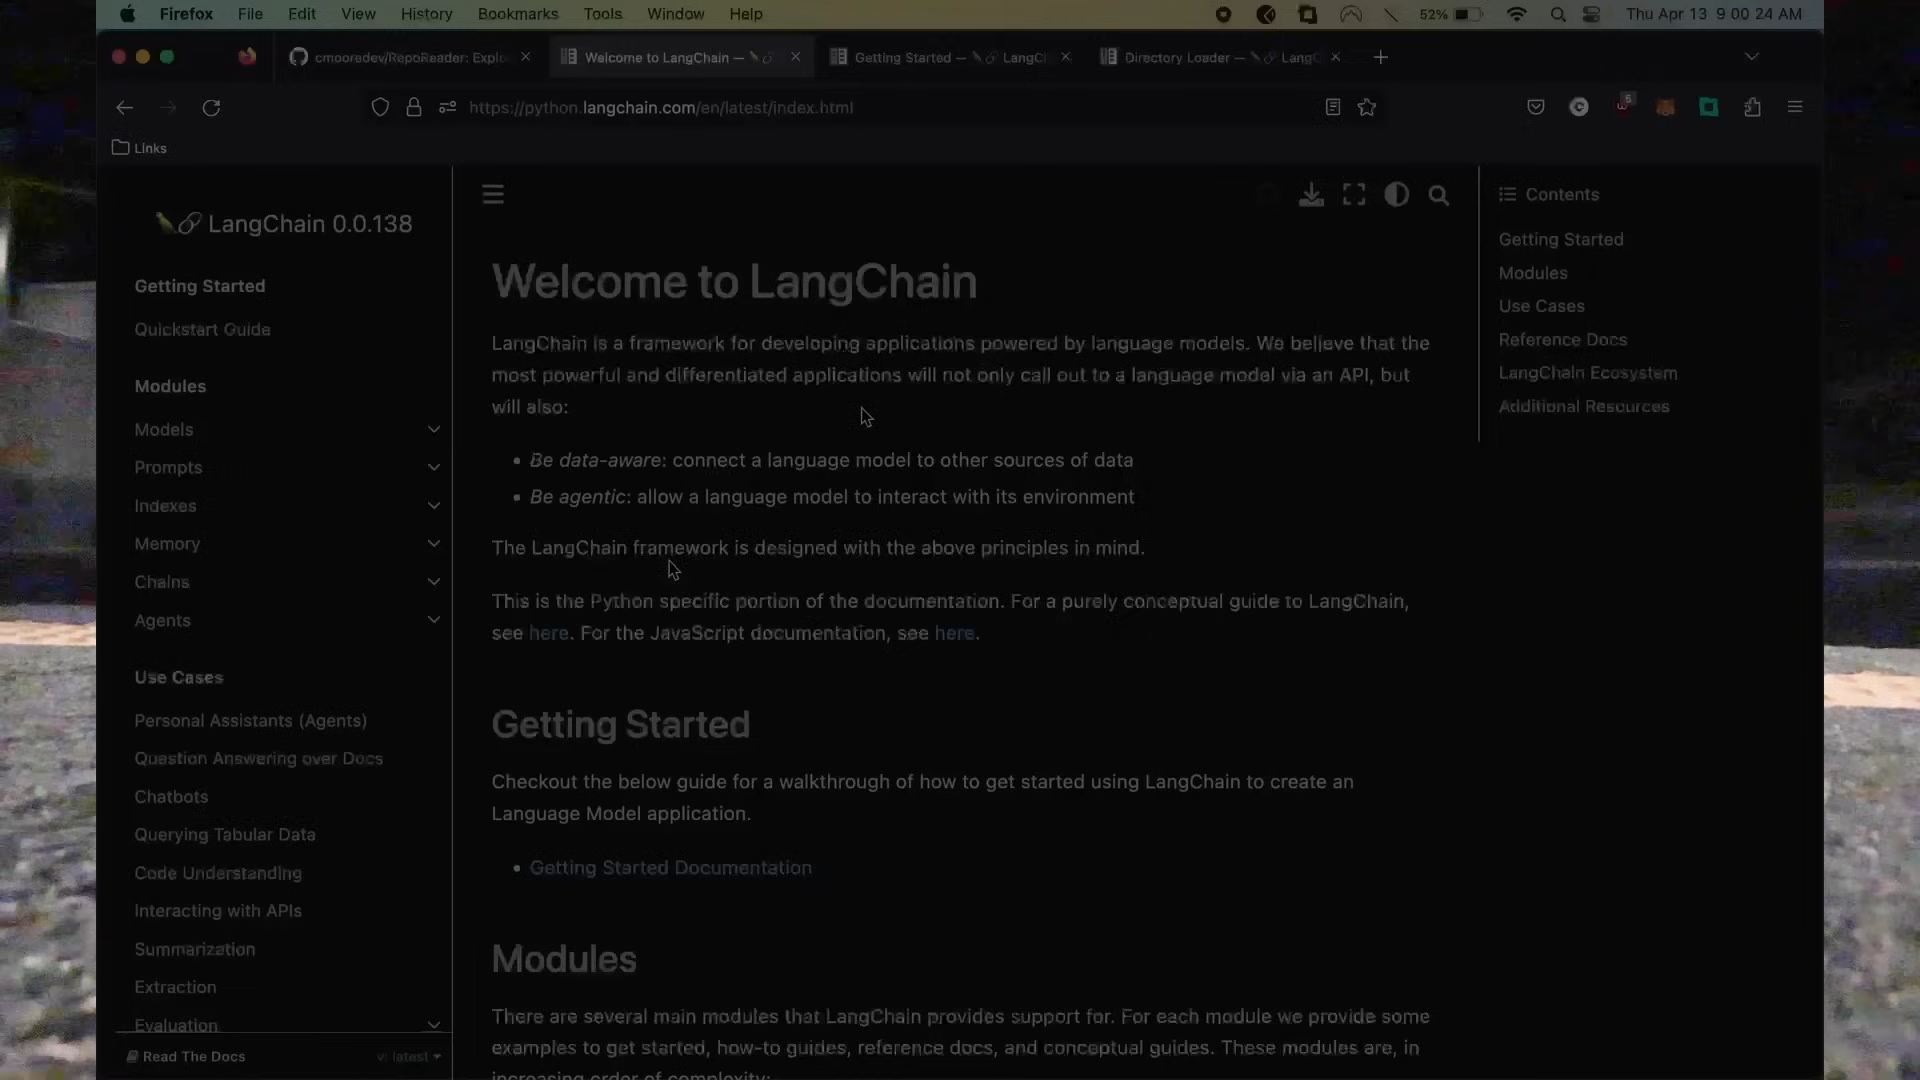 Firefox File Edit View History Bookmarks Tools Window Help 52% Thu Apr 13 9 00 24 AM
cmooredev/RepoReader: Explo Welcome to LangChain — Getting Started — LangC Directory Loader — LangC
https://python.langchain.com/en/latest/index.html 5
Links
LangChain 0.0.138
Getting Started
Quickstart Guide
Modules
Models
Prompts
Indexes
Memory
Chains
Agents
Use Cases
Personal Assistants (Agents)
Question Answering over Docs
Chatbots
Querying Tabular Data
Code Understanding
Interacting with APIs
Summarization
Extraction
Evaluation
Read The Docs v: latest
Welcome to LangChain
LangChain is a framework for developing applications powered by language models. We believe that the
most powerful and differentiated applications will not only call out to a language model via an API, but
will also:
• Be data-aware: connect a language model to other sources of data
• Be agentic: allow a language model to interact with its environment
The LangChain framework is designed with the above principles in mind.
This is the Python specific portion of the documentation. For a purely conceptual guide to LangChain,
see here. For the JavaScript documentation, see here.
Getting Started
Checkout the below guide for a walkthrough of how to get started using LangChain to create an
Language Model application.
• Getting Started Documentation
Modules
There are several main modules that LangChain provides support for. For each module we provide some
examples to get started, how-to guides, reference docs, and conceptual guides. These modules are, in
increasing order of complexity:
Contents
Getting Started
Modules
Use Cases
Reference Docs
LangChain Ecosystem
Additional Resources